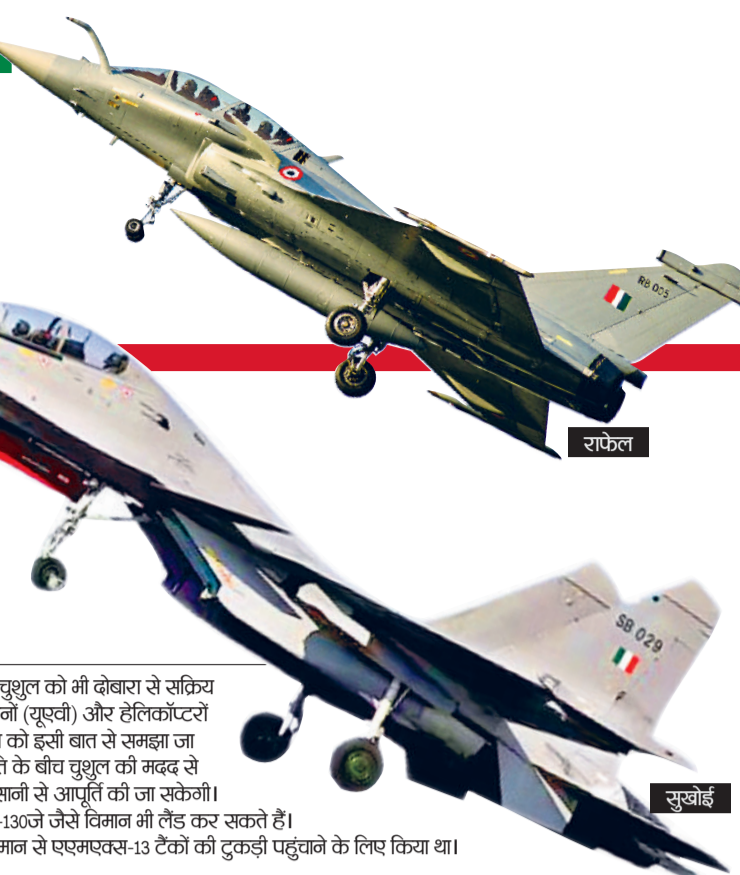 RB 005
राफेल
SB 029
सुखोई
चुशुल को भी दोबारा से सक्रिय
नों (यूएवी) और हेलिकॉप्टरों
को इसी बात से समझा जा
के बीच चुशुल की मदद से
सानी से आपूर्ति की जा सकेगी।
-130जे जैसे विमान भी लैंड कर सकते हैं।
मान से एएमएक्स-13 टैंकों की टुकड़ी पहुंचाने के लिए किया था।